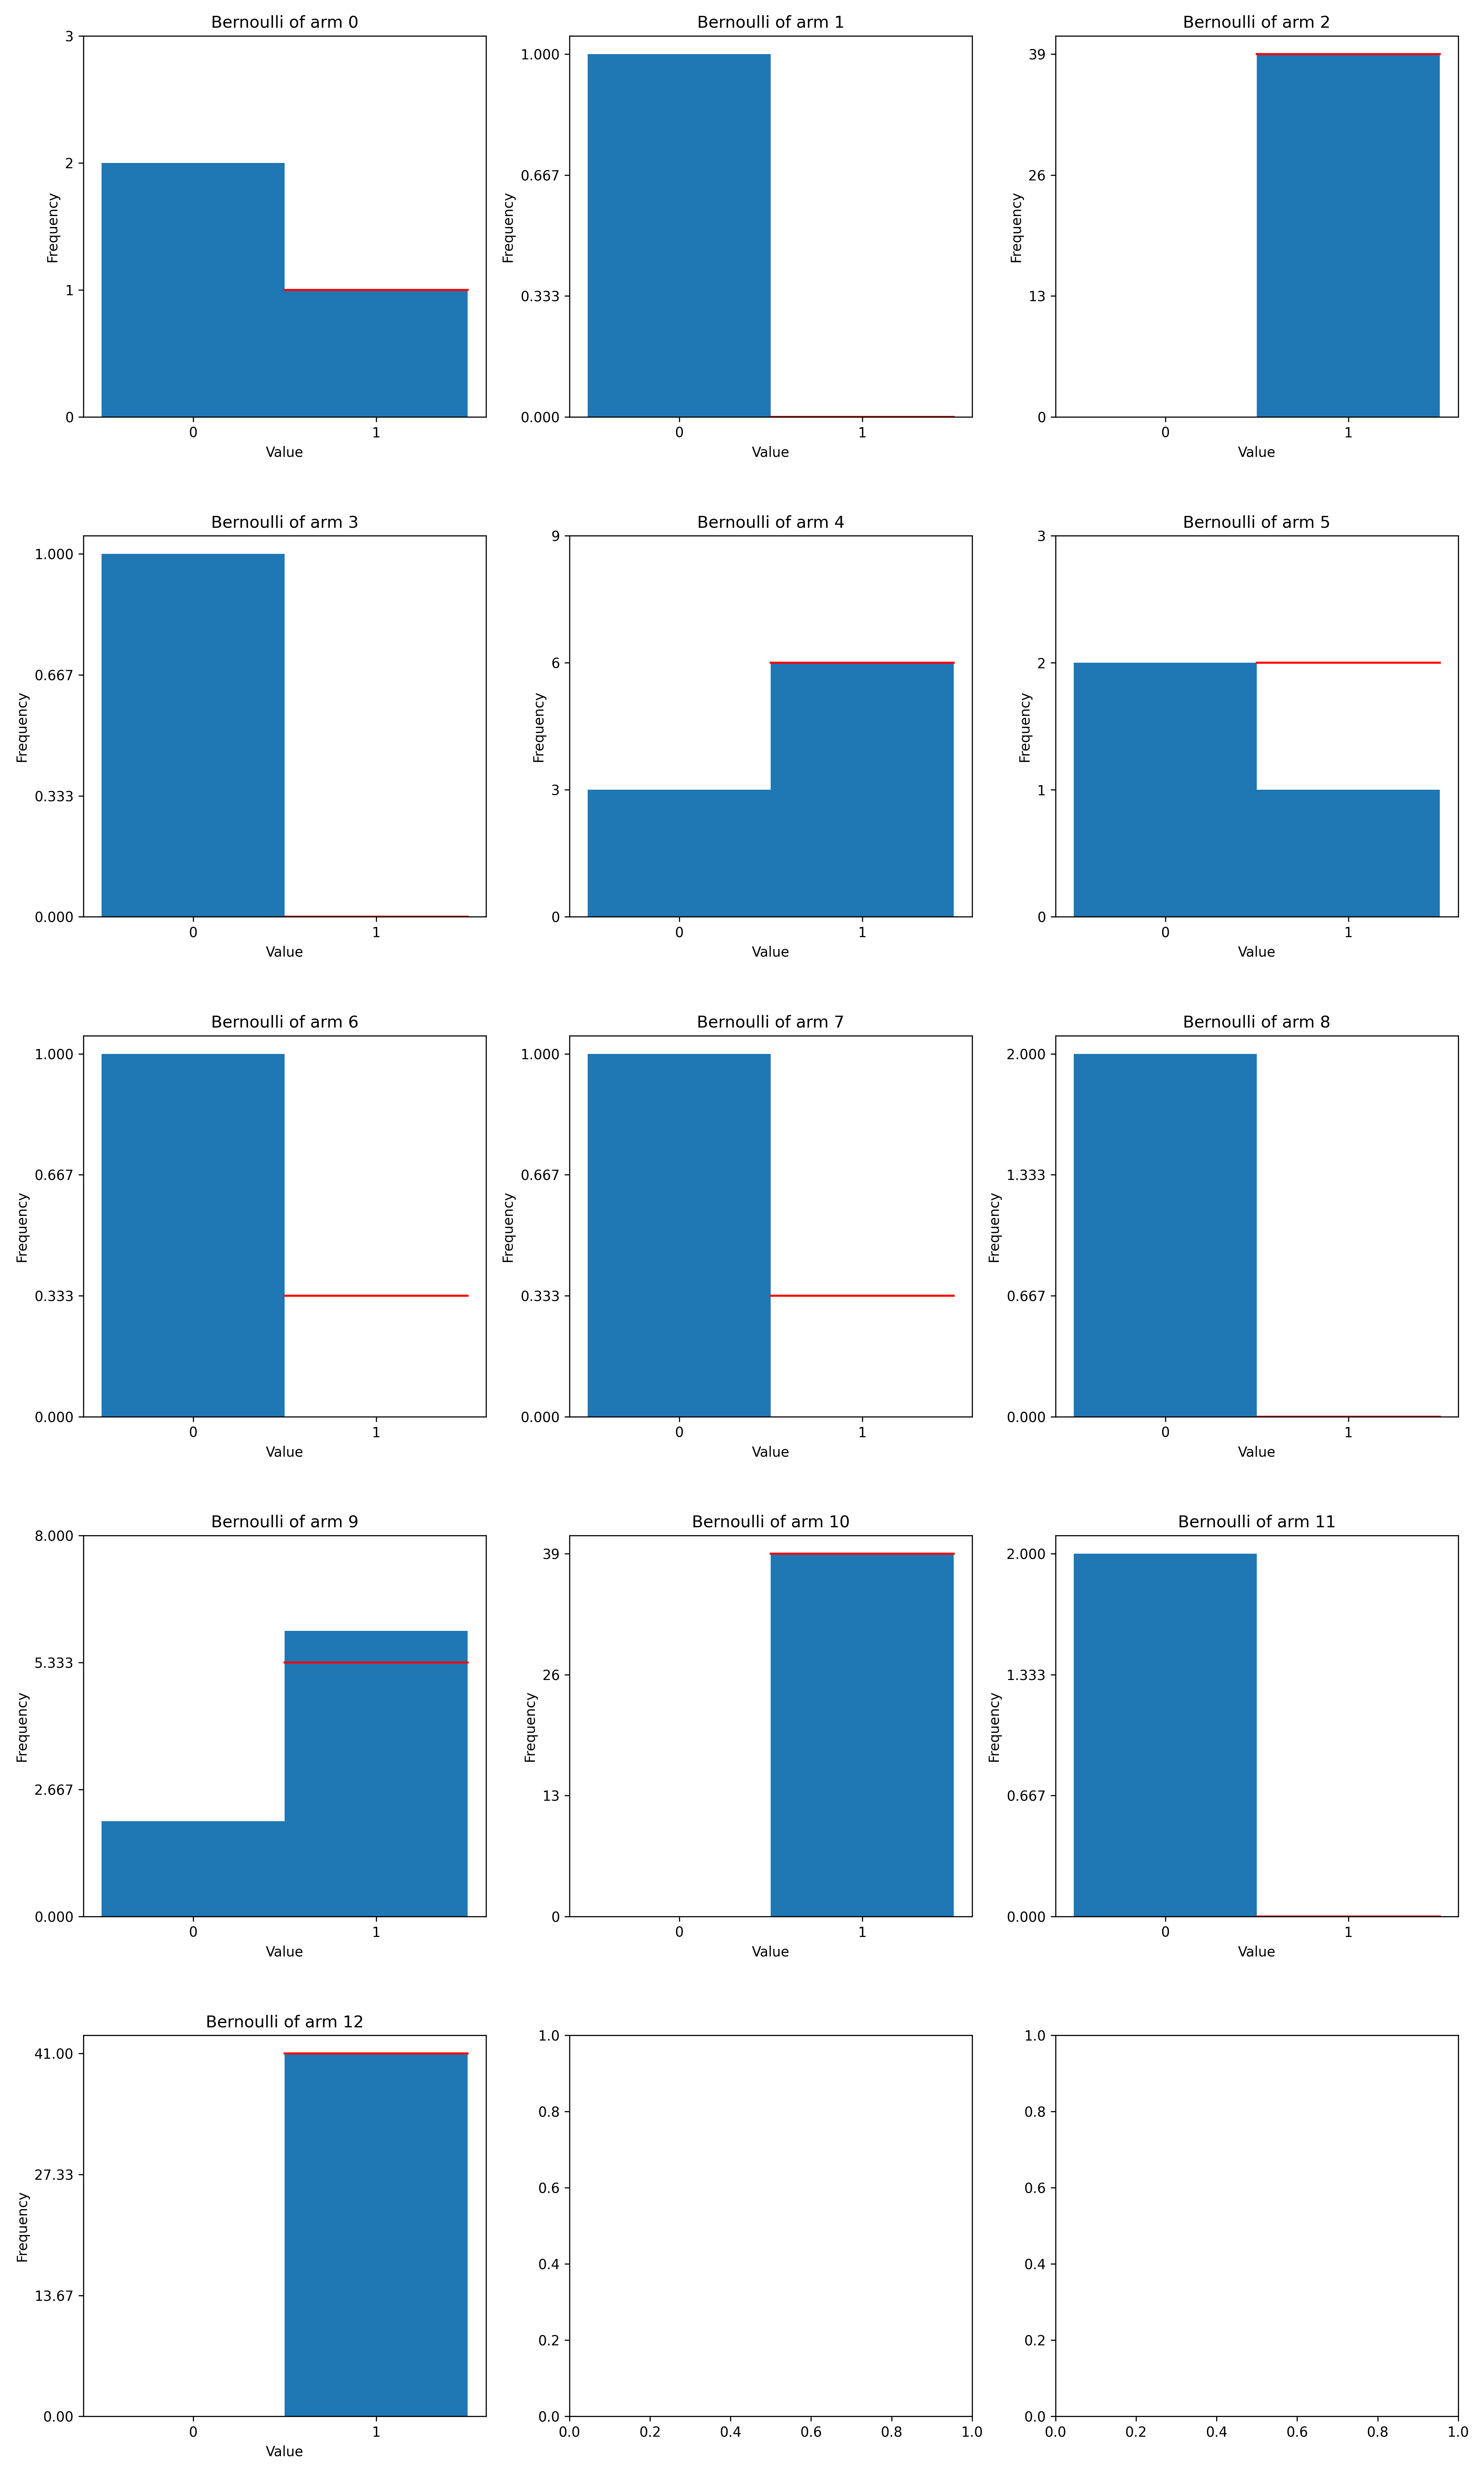 Bernoulli of arm 0
Frequency
3
2
1
0
0 1
Value
Bernoulli of arm 1
Frequency
1.000
0.667
0.333
0.000
0 1
Value
Bernoulli of arm 2
Frequency
39
26
13
0
0 1
Value
Bernoulli of arm 3
Frequency
1.000
0.667
0.333
0.000
0 1
Value
Bernoulli of arm 4
Frequency
9
6
3
0
0 1
Value
Bernoulli of arm 5
Frequency
3
2
1
0
0 1
Value
Bernoulli of arm 6
Frequency
1.000
0.667
0.333
0.000
0 1
Value
Bernoulli of arm 7
Frequency
1.000
0.667
0.333
0.000
0 1
Value
Bernoulli of arm 8
Frequency
2.000
1.333
0.667
0.000
0 1
Value
Bernoulli of arm 9
Frequency
8.000
5.333
2.667
0.000
0 1
Value
Bernoulli of arm 10
Frequency
39
26
13
0
0 1
Value
Bernoulli of arm 11
Frequency
2.000
1.333
0.667
0.000
0 1
Value
Bernoulli of arm 12
Frequency
41.00
27.33
13.67
0.00
0 1
Value
1.0
0.8
0.6
0.4
0.2
0.0
0.0 0.2 0.4 0.6 0.8 1.0
1.0
0.8
0.6
0.4
0.2
0.0
0.0 0.2 0.4 0.6 0.8 1.0